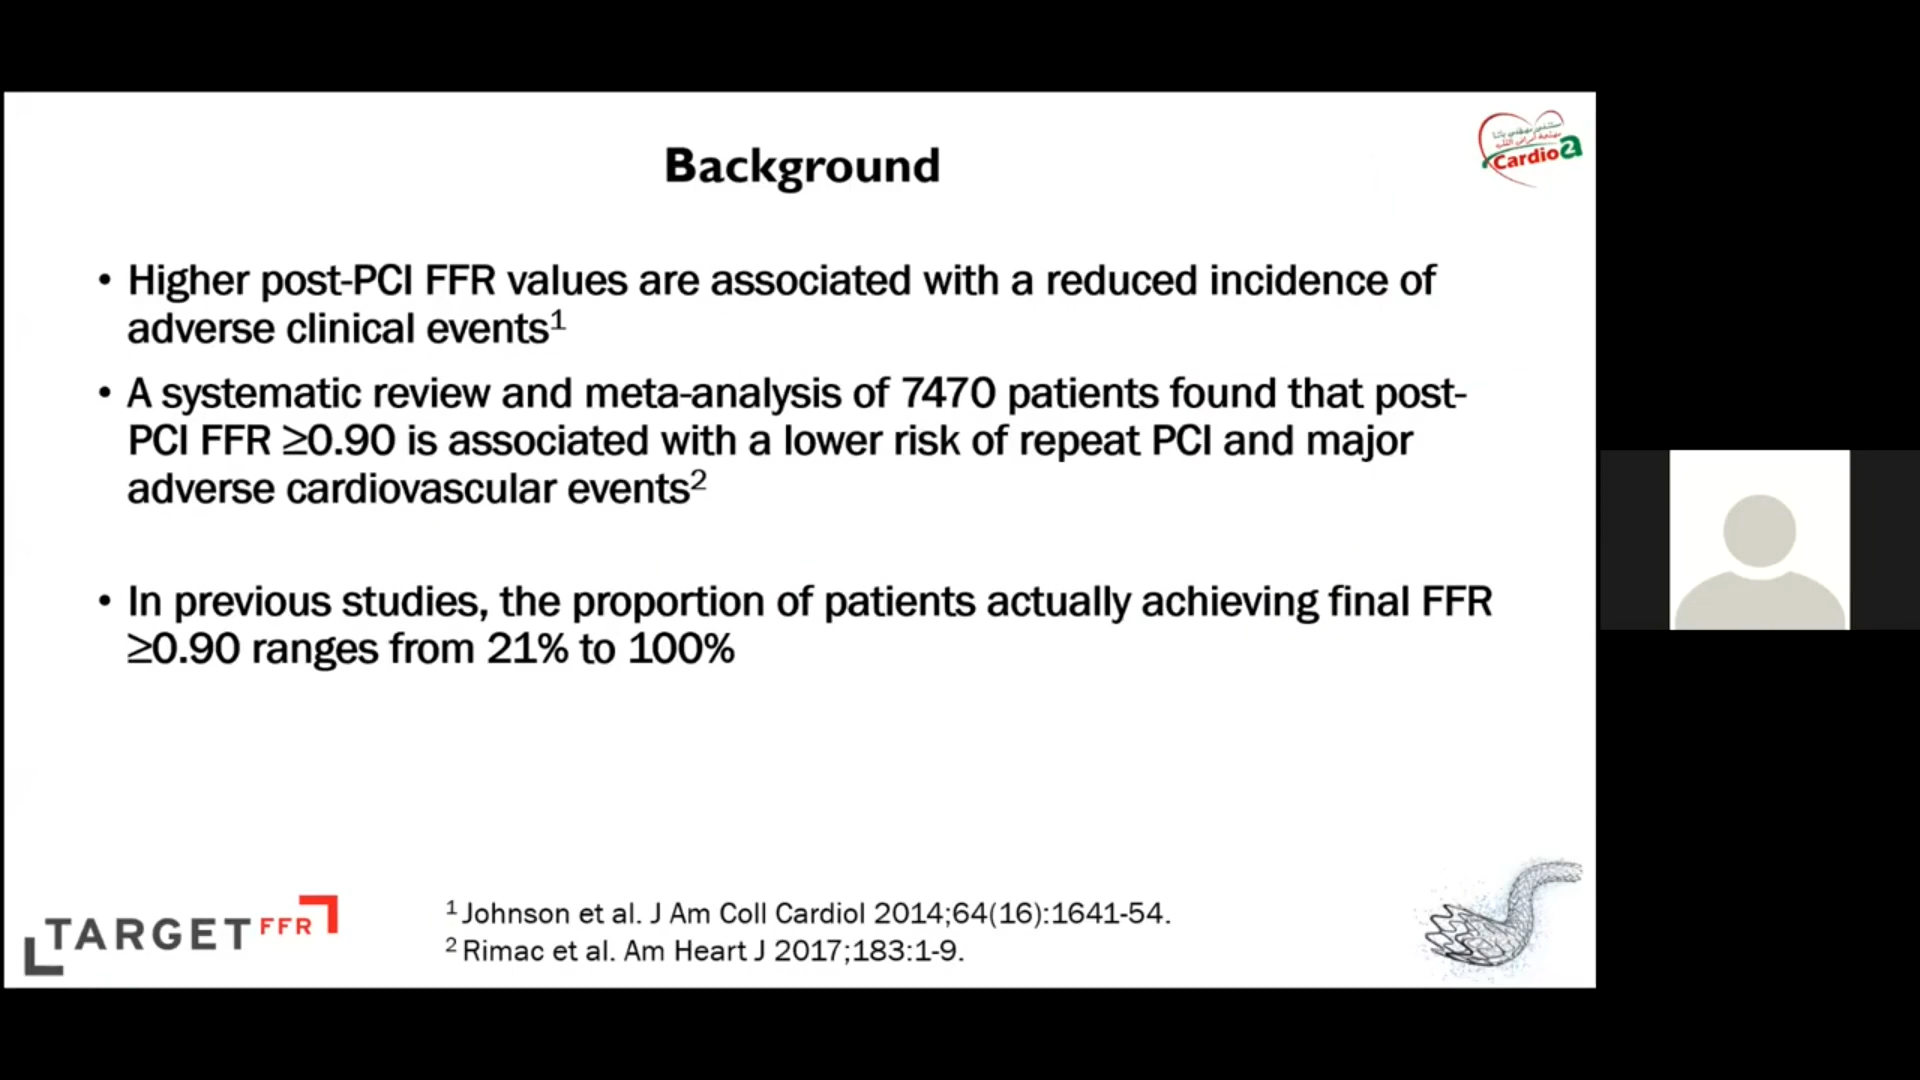 Background
Cardio2
• Higher post-PCI FFR values are associated with a reduced incidence of
adverse clinical events¹
• A systematic review and meta-analysis of 7470 patients found that post-
PCI FFR ≥0.90 is associated with a lower risk of repeat PCI and major
adverse cardiovascular events²
• In previous studies, the proportion of patients actually achieving final FFR
≥0.90 ranges from 21% to 100%
TARGET FFR
¹ Johnson et al. J Am Coll Cardiol 2014;64(16):1641-54.
² Rimac et al. Am Heart J 2017;183:1-9.